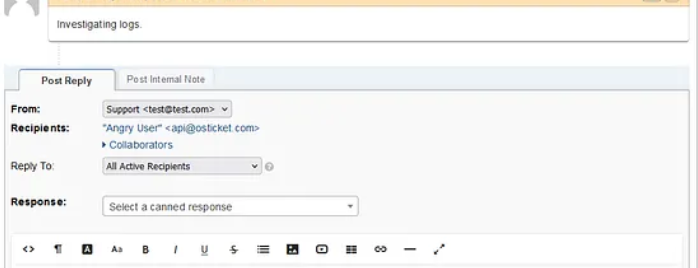 Investigating logs.
Post Reply
Post Internal Note
From: Support <test@test.com>
Recipients: "Angry User" <api@osticket.com>
Collaborators
Reply To: All Active Recipients
Response: Select a canned response
<> ¶ A Aa B I U S